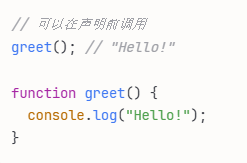 // 可以在声明前调用
greet(); // "Hello!"

function greet() {
  console.log("Hello!");
}